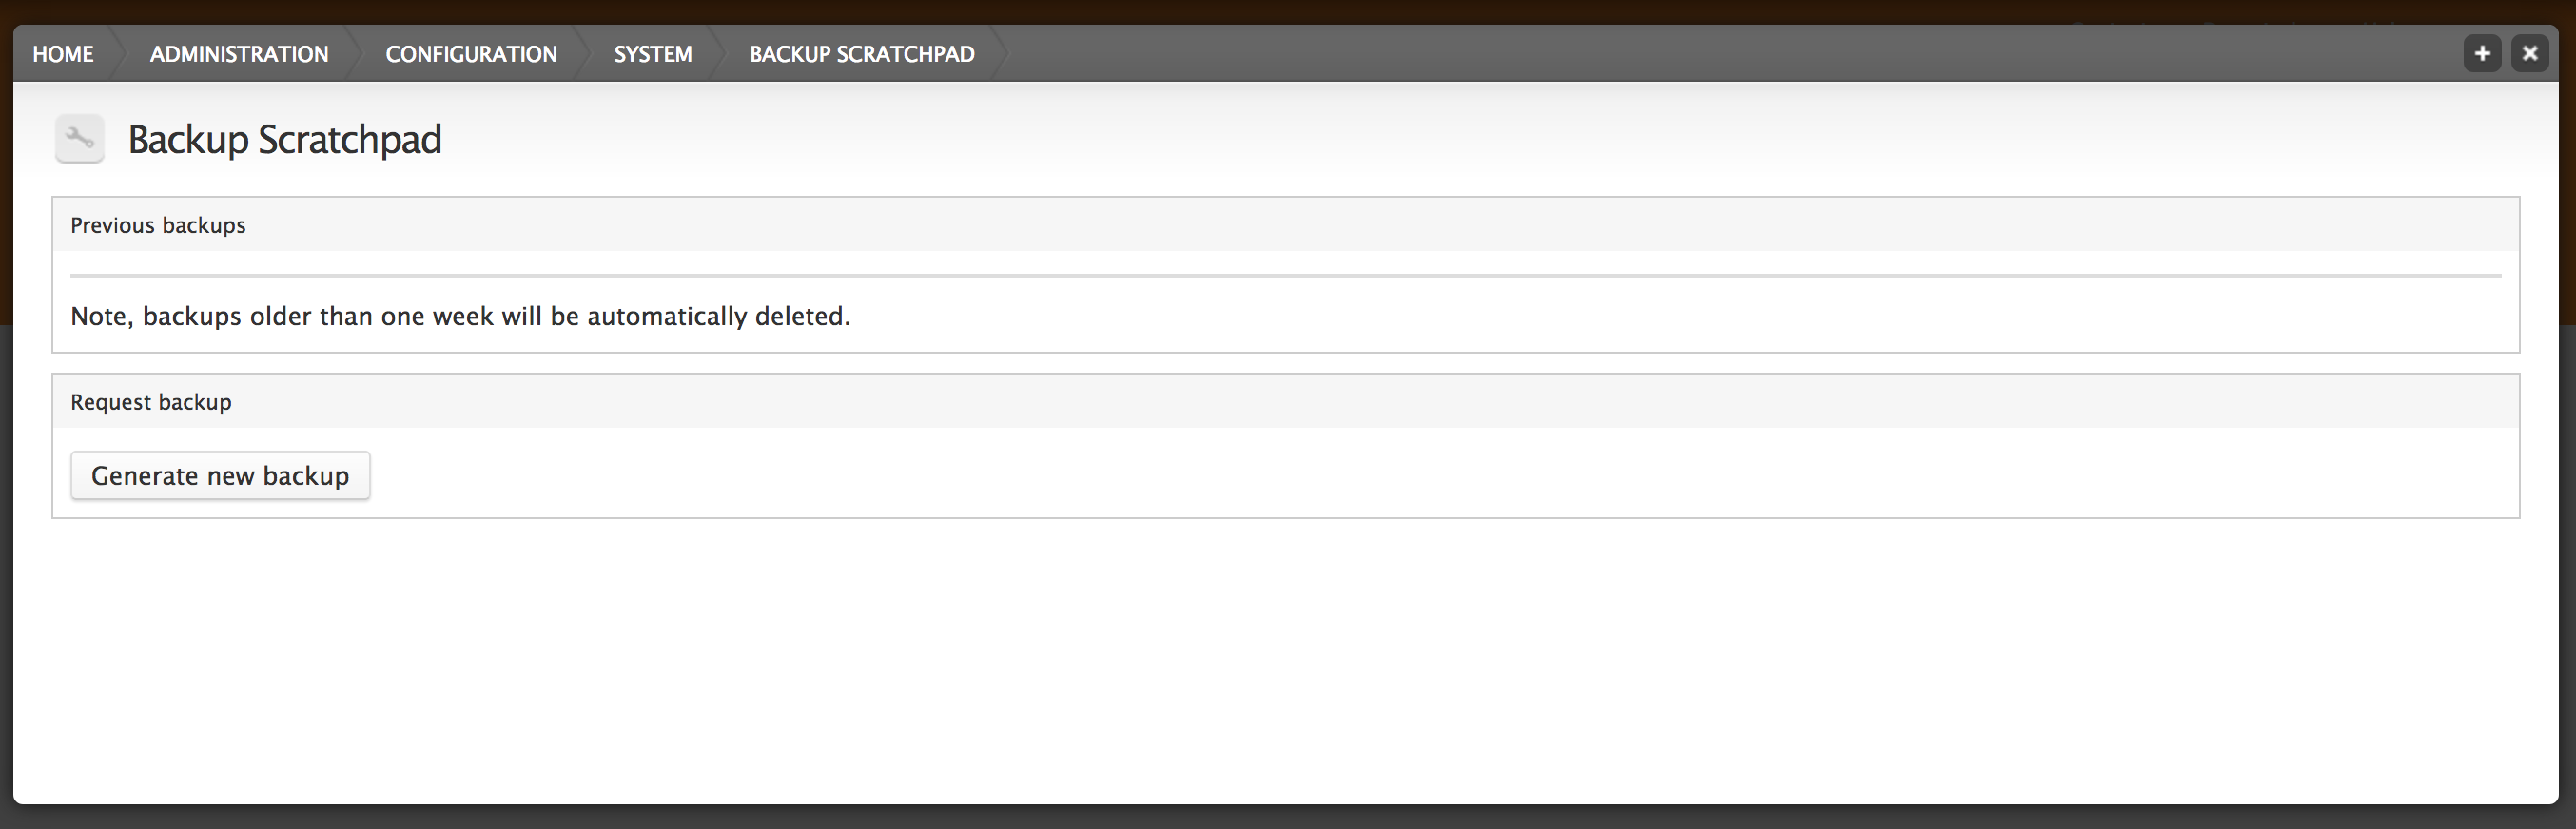 HOME ADMINISTRATION CONFIGURATION SYSTEM BACKUP SCRATCHPAD
Backup Scratchpad
Previous backups
Note, backups older than one week will be automatically deleted.
Request backup
Generate new backup